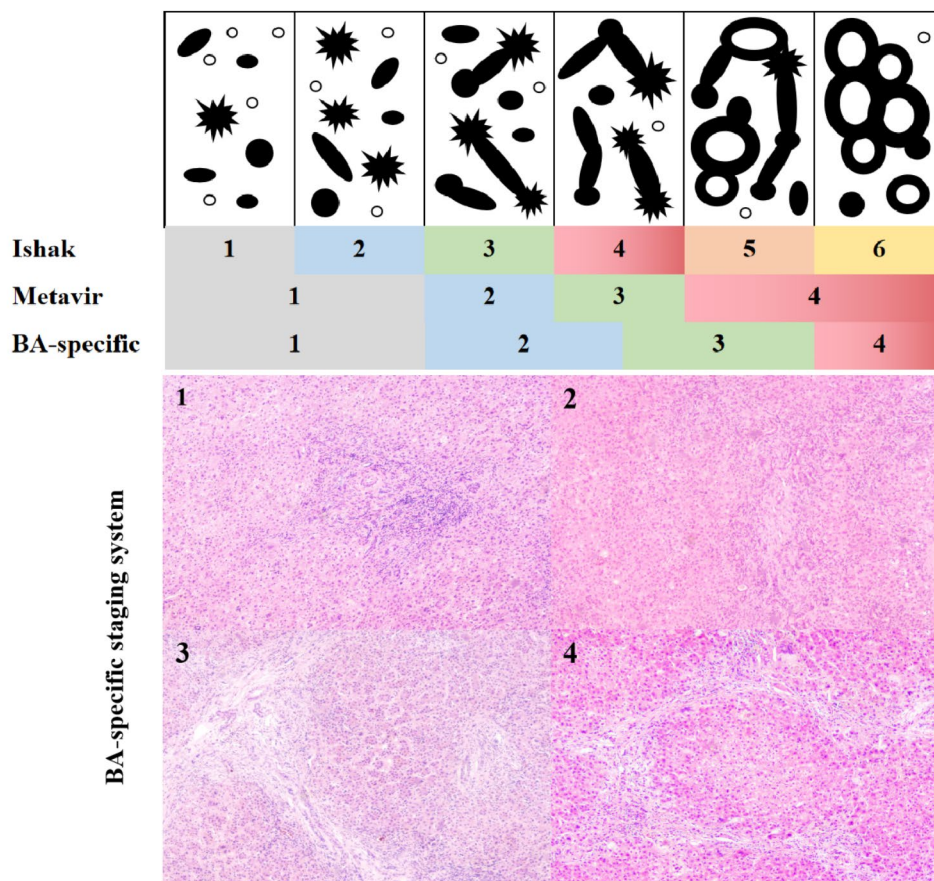 Ishak 1 2 3 4 5 6
Metavir 1 2 3 4
BA-specific 1 2 3 4
1 2
BA-specific staging system
3 4